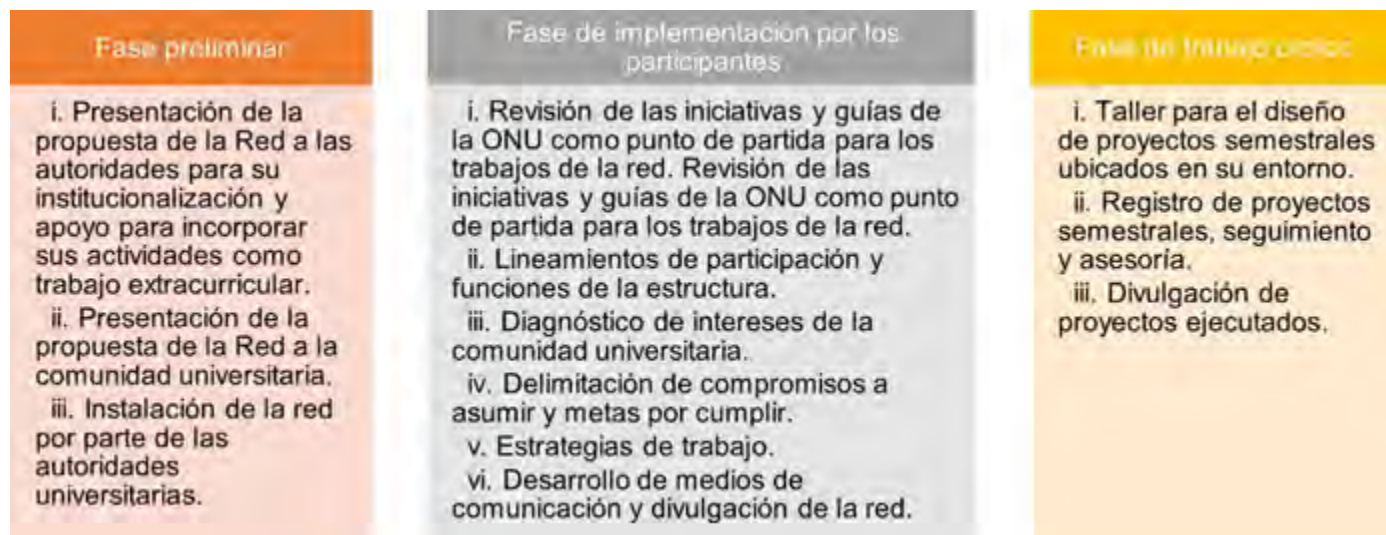 Fase preliminar
i. Presentación de la
propuesta de la Red a las
autoridades para su
institucionalización y
apoyo para incorporar
sus actividades como
trabajo extracurricular.
ii. Presentación de la
propuesta de la Red a la
comunidad universitaria.
iii. Instalación de la red
por parte de las
autoridades
universitarias.
Fase de implementación por los
participantes
i. Revisión de las iniciativas y guías de
la ONU como punto de partida para los
trabajos de la red. Revisión de las
iniciativas y guías de la ONU como punto
de partida para los trabajos de la red.
ii. Lineamientos de participación y
funciones de la estructura.
iii. Diagnóstico de intereses de la
comunidad universitaria.
iv. Delimitación de compromisos a
asumir y metas por cumplir.
v. Estrategias de trabajo.
vi. Desarrollo de medios de
comunicación y divulgación de la red.
Fase de trabajo
i. Taller para el diseño
de proyectos semestrales
ubicados en su entorno.
ii. Registro de proyectos
semestrales, seguimiento
y asesoría.
iii. Divulgación de
proyectos ejecutados.